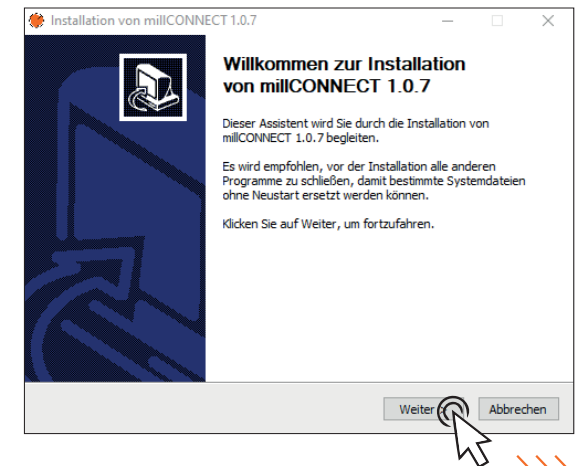 Installation von millCONNECT 1.0.7
Willkommen zur Installation
von millCONNECT 1.0.7
Dieser Assistent wird Sie durch die Installation von
millCONNECT 1.0.7 begleiten.
Es wird empfohlen, vor der Installation alle anderen
Programme zu schließen, damit bestimmte Systemdateien
ohne Neustart ersetzt werden können.
Klicken Sie auf Weiter, um fortzufahren.
Weiter
Abbrechen